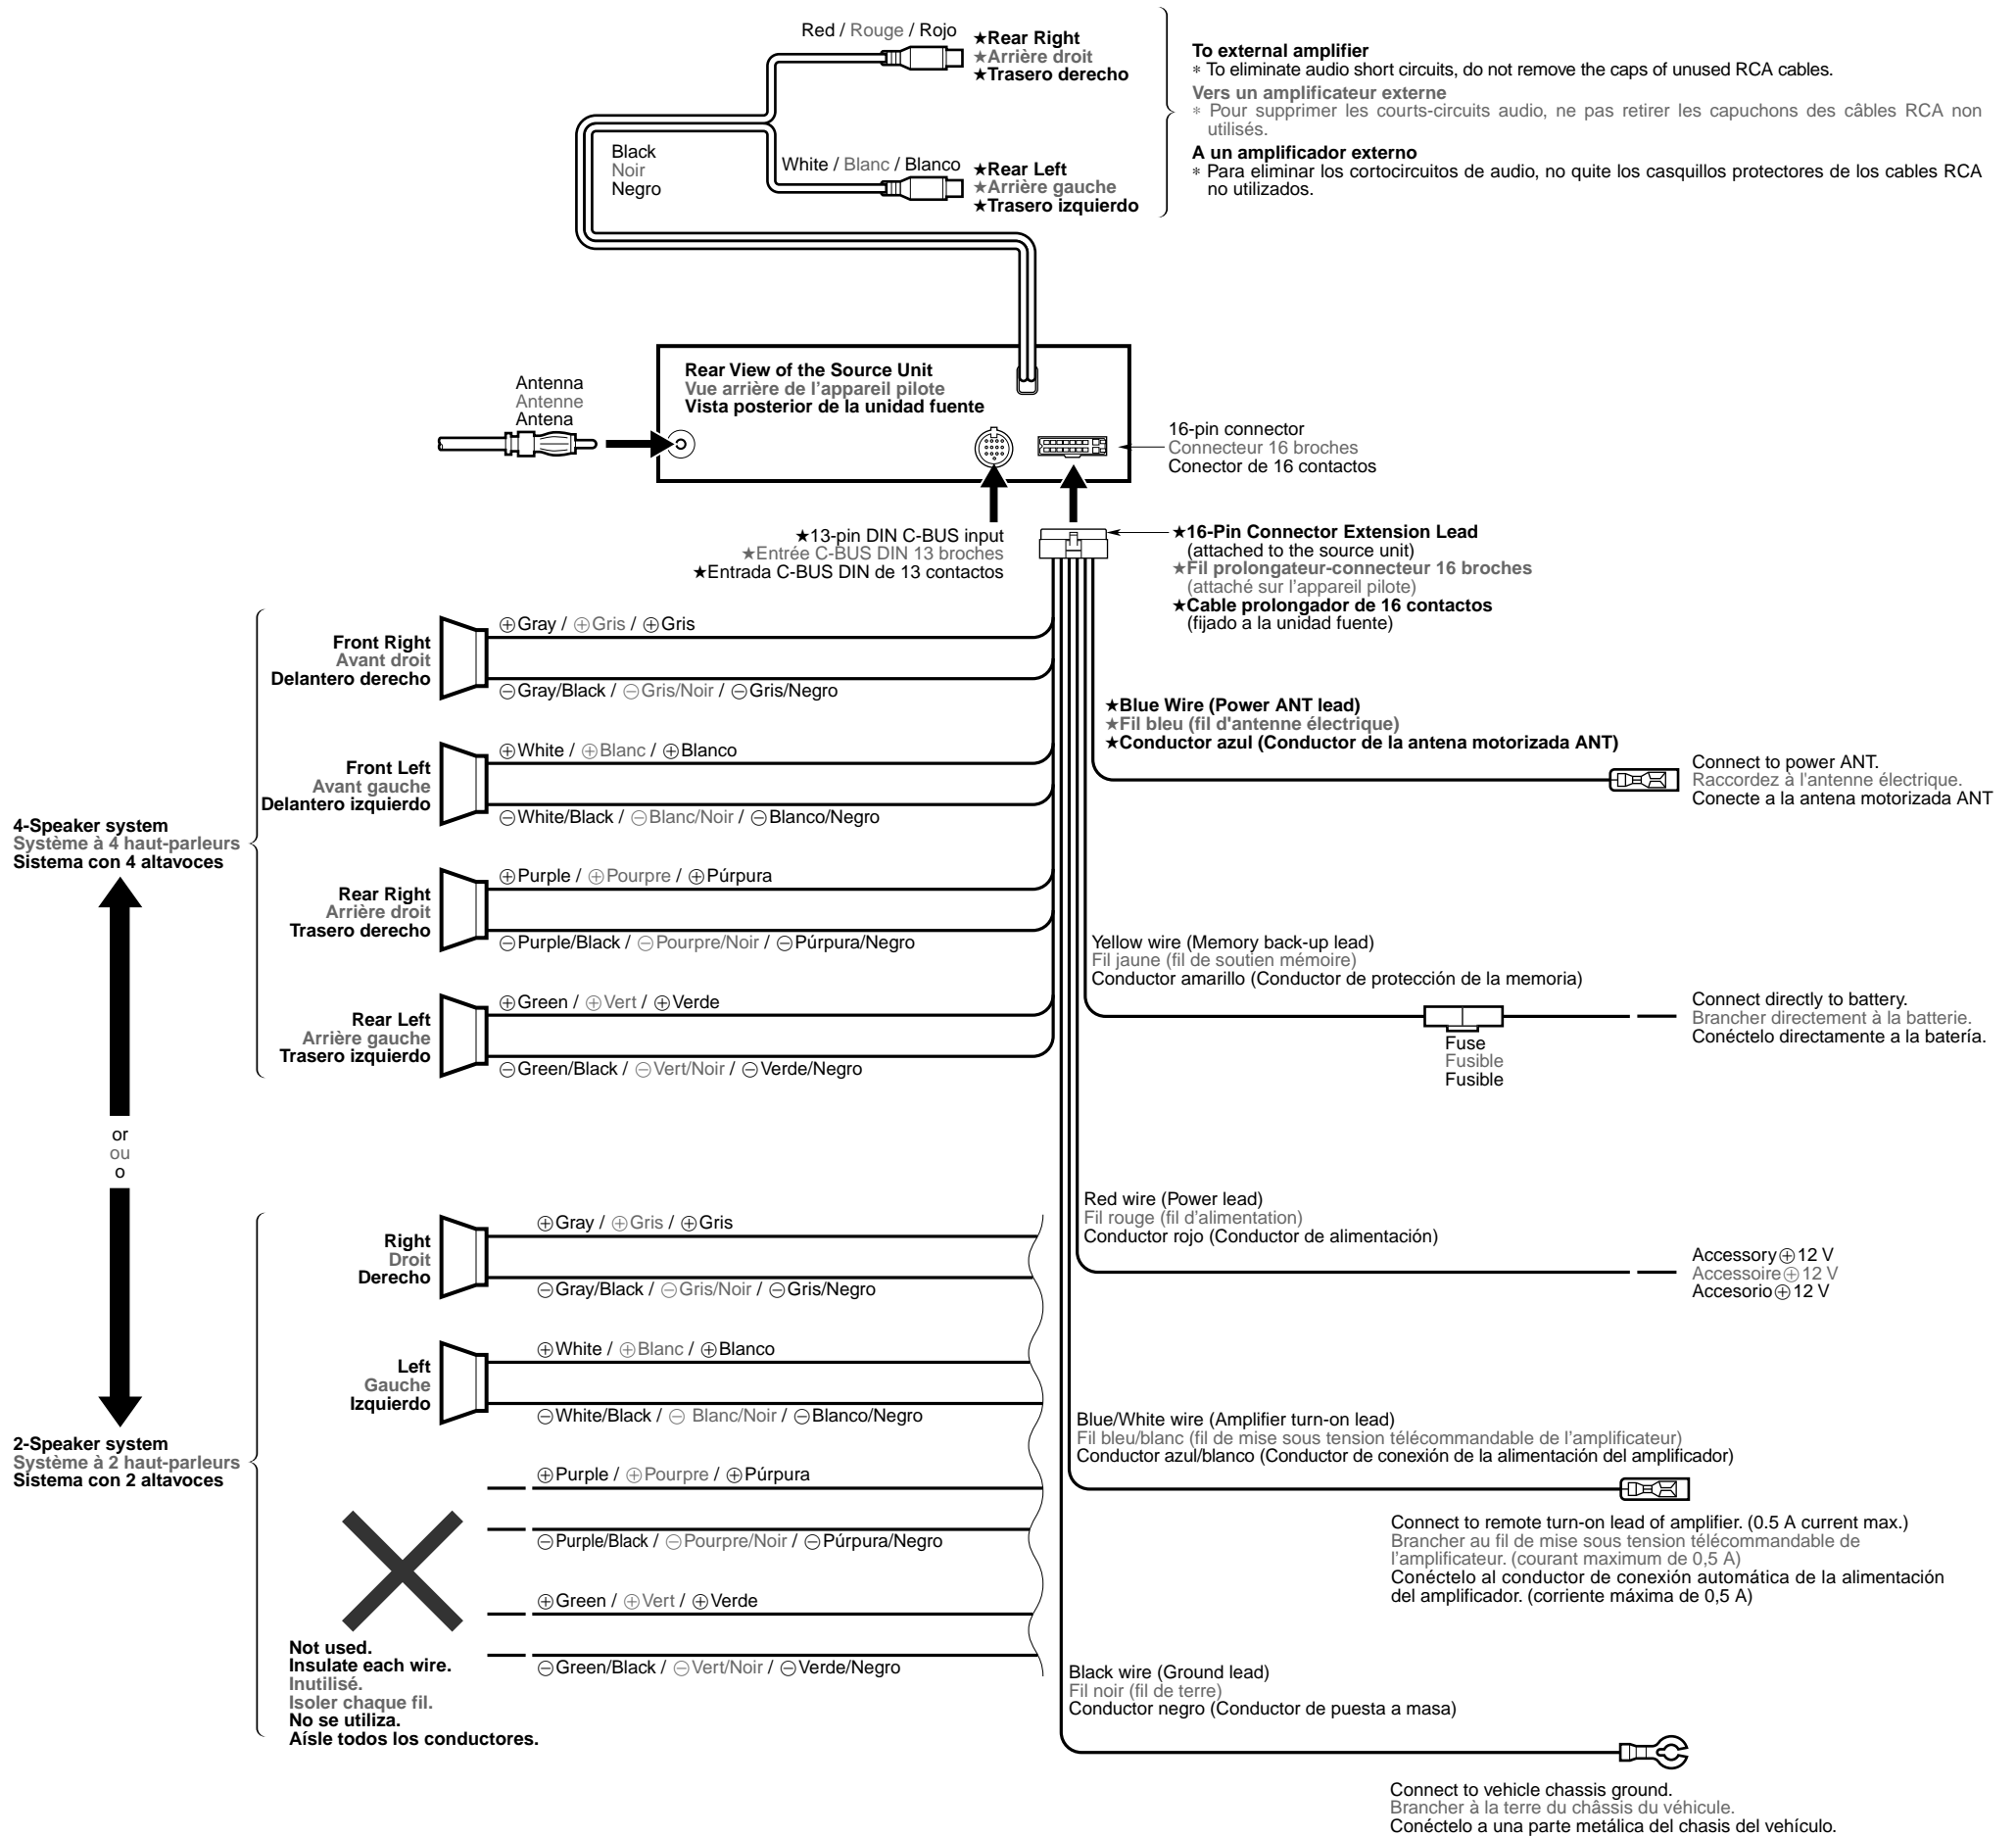 Red / Rouge / Rojo
★Rear Right
★Arrière droit
★Trasero derecho
To external amplifier
* To eliminate audio short circuits, do not remove the caps of unused RCA cables.
Vers un amplificateur externe
* Pour supprimer les courts-circuits audio, ne pas retirer les capuchons des câbles RCA non
utilisés.
A un amplificador externo
* Para eliminar los cortocircuitos de audio, no quite los casquillos protectores de los cables RCA
no utilizados.
Black
Noir
Negro
White / Blanc / Blanco
★Rear Left
★Arrière gauche
★Trasero izquierdo
Rear View of the Source Unit
Vue arrière de l'appareil pilote
Vista posterior de la unidad fuente
Antenna
Antenne
Antena
16-pin connector
Connecteur 16 broches
Conector de 16 contactos
★13-pin DIN C-BUS input
★Entrée C-BUS DIN 13 broches
★Entrada C-BUS DIN de 13 contactos
★16-Pin Connector Extension Lead
(attached to the source unit)
★Fil prolongateur-connecteur 16 broches
(attaché sur l'appareil pilote)
★Cable prolongador de 16 contactos
(fijado a la unidad fuente)
4-Speaker system
Système à 4 haut-parleurs
Sistema con 4 altavoces
Front Right
Avant droit
Delantero derecho
⊕Gray / ⊕Gris / ⊕Gris
⊖Gray/Black / ⊖Gris/Noir / ⊖Gris/Negro
Front Left
Avant gauche
Delantero izquierdo
⊕White / ⊕Blanc / ⊕Blanco
⊖White/Black / ⊖Blanc/Noir / ⊖Blanco/Negro
Rear Right
Arrière droit
Trasero derecho
⊕Purple / ⊕Pourpre / ⊕Púrpura
⊖Purple/Black / ⊖Pourpre/Noir / ⊖Púrpura/Negro
Rear Left
Arrière gauche
Trasero izquierdo
⊕Green / ⊕Vert / ⊕Verde
⊖Green/Black / ⊖Vert/Noir / ⊖Verde/Negro
★Blue Wire (Power ANT lead)
★Fil bleu (fil d'antenne électrique)
★Conductor azul (Conductor de la antena motorizada ANT)
Connect to power ANT.
Raccordez à l'antenne électrique.
Conecte a la antena motorizada ANT
Yellow wire (Memory back-up lead)
Fil jaune (fil de soutien mémoire)
Conductor amarillo (Conductor de protección de la memoria)
Fuse
Fusible
Fusible
Connect directly to battery.
Brancher directement à la batterie.
Conéctelo directamente a la batería.
or
ou
o
2-Speaker system
Système à 2 haut-parleurs
Sistema con 2 altavoces
Right
Droit
Derecho
⊕Gray / ⊕Gris / ⊕Gris
⊖Gray/Black / ⊖Gris/Noir / ⊖Gris/Negro
Left
Gauche
Izquierdo
⊕White / ⊕Blanc / ⊕Blanco
⊖White/Black / ⊖ Blanc/Noir / ⊖Blanco/Negro
⊕Purple / ⊕Pourpre / ⊕Púrpura
⊖Purple/Black / ⊖Pourpre/Noir / ⊖Púrpura/Negro
⊕Green / ⊕Vert / ⊕Verde
⊖Green/Black / ⊖Vert/Noir / ⊖Verde/Negro
Not used.
Insulate each wire.
Inutilisé.
Isoler chaque fil.
No se utiliza.
Aísle todos los conductores.
Red wire (Power lead)
Fil rouge (fil d'alimentation)
Conductor rojo (Conductor de alimentación)
Accessory⊕12 V
Accessoire⊕12 V
Accesorio⊕12 V
Blue/White wire (Amplifier turn-on lead)
Fil bleu/blanc (fil de mise sous tension télécommandable de l'amplificateur)
Conductor azul/blanco (Conductor de conexión de la alimentación del amplificador)
Connect to remote turn-on lead of amplifier. (0.5 A current max.)
Brancher au fil de mise sous tension télécommandable de
l'amplificateur. (courant maximum de 0,5 A)
Conéctelo al conductor de conexión automática de la alimentación
del amplificador. (corriente máxima de 0,5 A)
Black wire (Ground lead)
Fil noir (fil de terre)
Conductor negro (Conductor de puesta a masa)
Connect to vehicle chassis ground.
Brancher à la terre du châssis du véhicule.
Conéctelo a una parte metálica del chasis del vehículo.